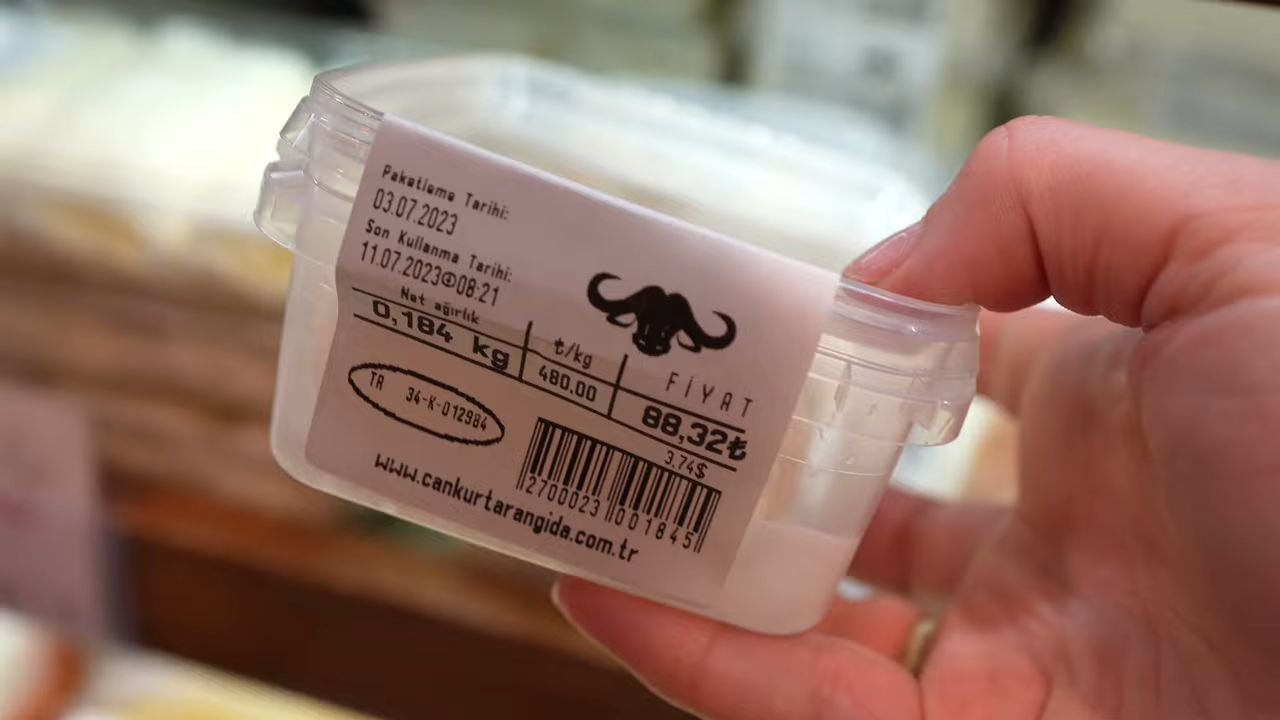 Paketleme Tarihi:
03.07.2023
Son Kullanma Tarihi:
11.07.2023⊕08:21
Net ağırlık
0,184 kg
₺/kg
480.00
FİYAT
88,32₺
3.74$
TR 34-K-012984
2700023 001845
www.cankurtarangida.com.tr